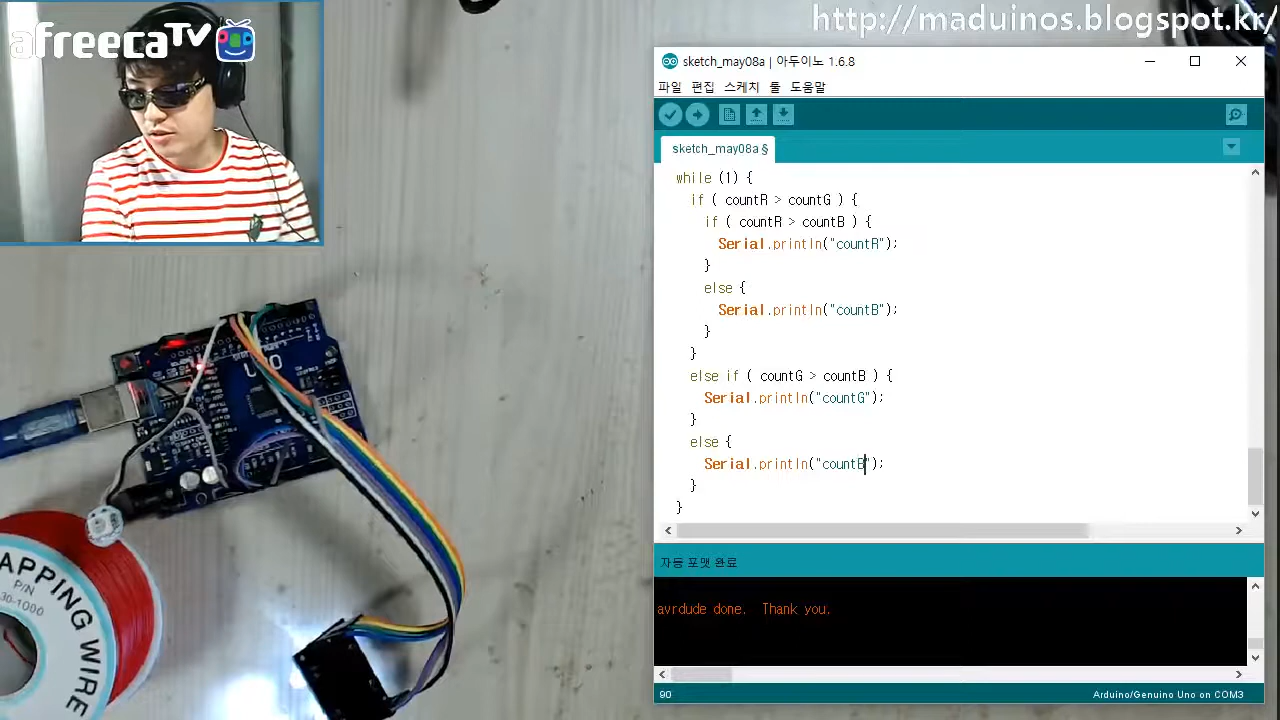 afreecaTV
http://maduinos.blogspot.kr/
sketch_may08a | 아두이노 1.6.8
파일 편집 스케치 툴 도움말
sketch_may08a §
while (1) {
if ( countR > countG ) {
if ( countR > countB ) {
Serial.println("countR");
}
else {
Serial.println("countB");
}
}
else if ( countG > countB ) {
Serial.println("countG");
}
else {
Serial.println("countB");
}
}
자동 포맷 완료
avrdude done.  Thank you.
90
Arduino/Genuino Uno on COM3
UNO
APPING WIRE
P/N
30-1000